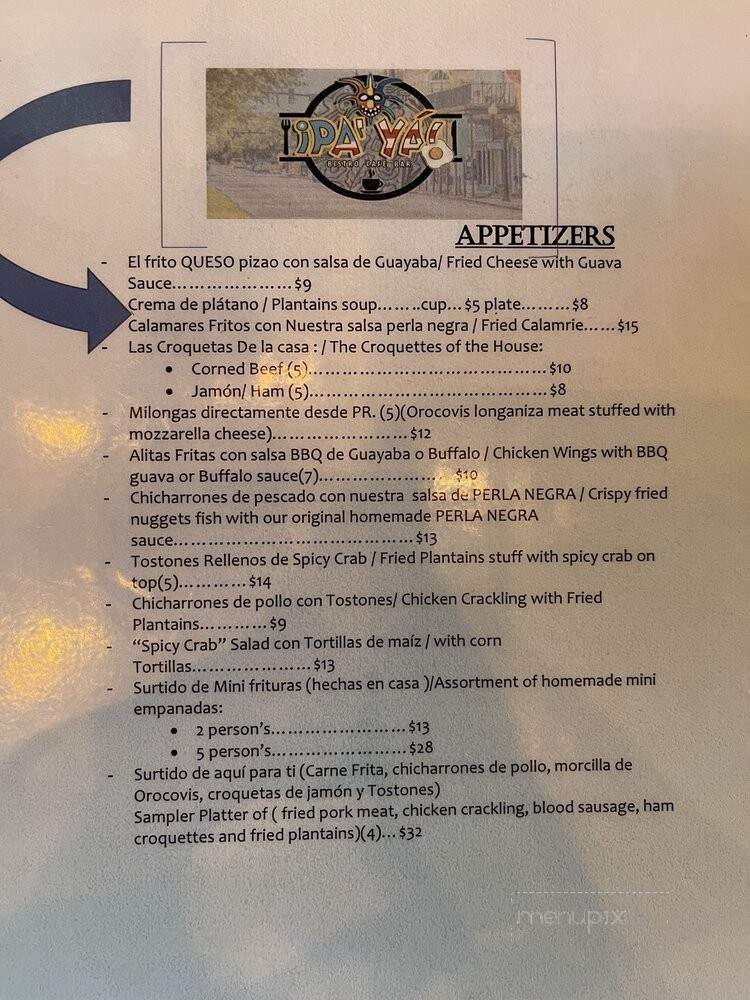 ¡PA' YÁ!
BISTRO CAFÉ BAR
APPETIZERS
- El frito QUESO pizao con salsa de Guayaba/ Fried Cheese with Guava
Sauce..................... $9
Crema de plátano / Plantains soup........cup... $5 plate......... $8
Calamares Fritos con Nuestra salsa perla negra / Fried Calamrie...... $15
- Las Croquetas De la casa : / The Croquettes of the House:
• Corned Beef (5)......................................... $10
• Jamón/ Ham (5)......................................... $8
- Milongas directamente desde PR. (5)(Orocovis longaniza meat stuffed with
mozzarella cheese)........................ $12
- Alitas Fritas con salsa BBQ de Guayaba o Buffalo / Chicken Wings with BBQ
guava or Buffalo sauce(7)........................ $10
- Chicharrones de pescado con nuestra salsa de PERLA NEGRA / Crispy fried
nuggets fish with our original homemade PERLA NEGRA
sauce.......................................... $13
- Tostones Rellenos de Spicy Crab / Fried Plantains stuff with spicy crab on
top(5)............ $14
- Chicharrones de pollo con Tostones/ Chicken Crackling with Fried
Plantains............ $9
- “Spicy Crab” Salad con Tortillas de maíz / with corn
Tortillas..................... $13
- Surtido de Mini frituras (hechas en casa )/Assortment of homemade mini
empanadas:
• 2 person's........................ $13
• 5 person's........................ $28
- Surtido de aquí para ti (Carne Frita, chicharrones de pollo, morcilla de
Orocovis, croquetas de jamón y Tostones)
Sampler Platter of ( fried pork meat, chicken crackling, blood sausage, ham
croquettes and fried plantains)(4)... $32
menupix